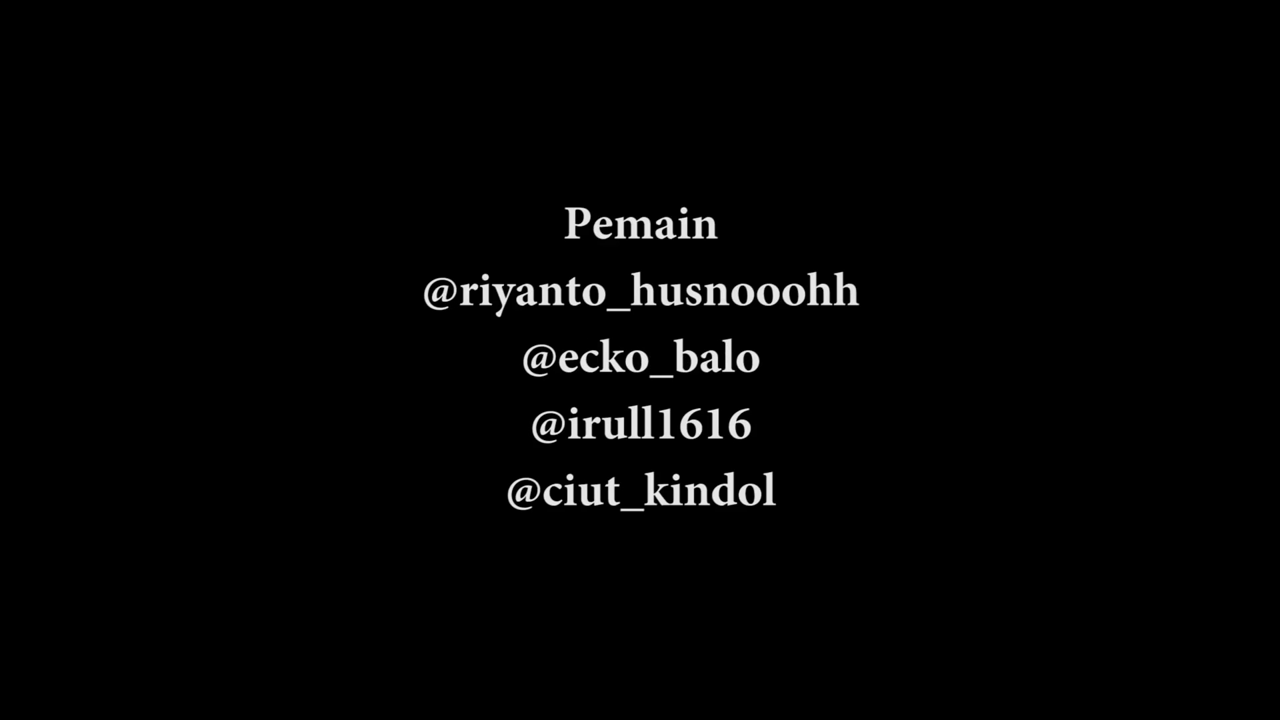 Pemain
@riyanto_husnooohh
@ecko_balo
@irull1616
@ciut_kindol